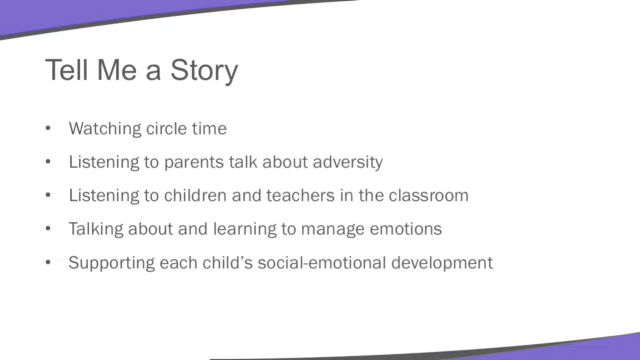 Tell Me a Story
• Watching circle time
• Listening to parents talk about adversity
• Listening to children and teachers in the classroom
• Talking about and learning to manage emotions
• Supporting each child's social-emotional development